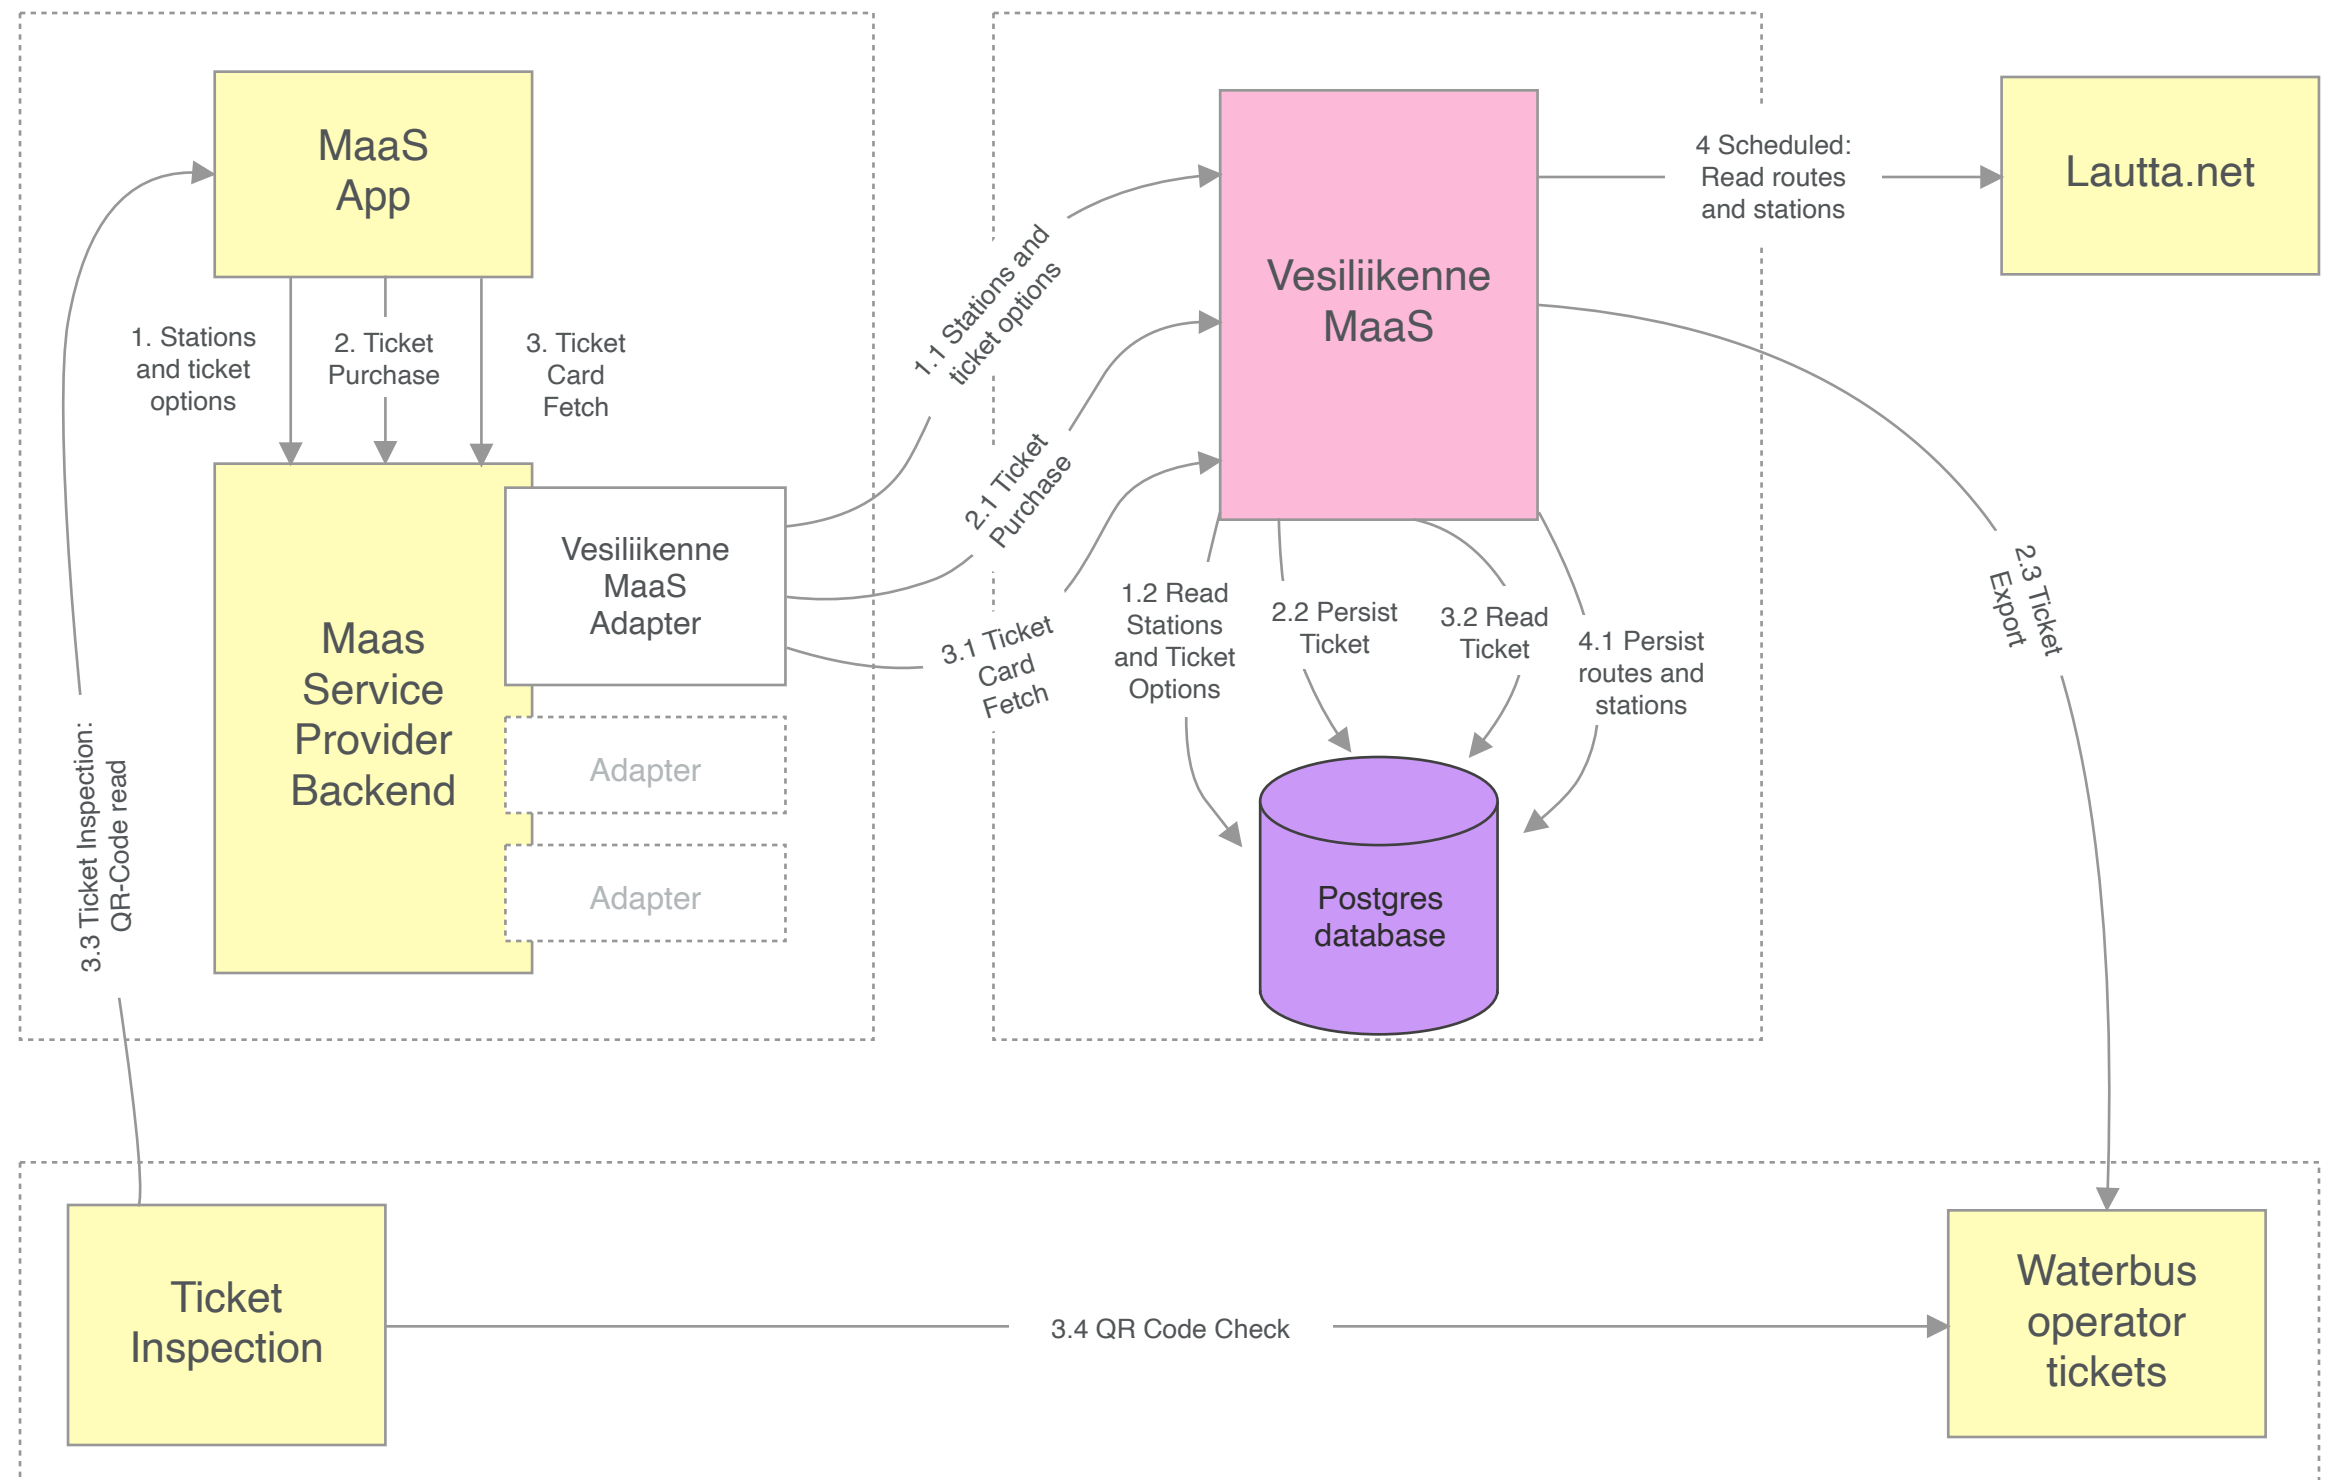 MaaS
App
1. Stations
and ticket
options
2. Ticket
Purchase
3. Ticket
Card
Fetch
Maas
Service
Provider
Backend
Vesiliikenne
MaaS
Adapter
Adapter
Adapter
3.3 Ticket Inspection:
QR-Code read
1.1 Stations and
ticket options
2.1 Ticket
Purchase
3.1 Ticket
Card
Fetch
Vesiliikenne
MaaS
1.2 Read
Stations
and Ticket
Options
2.2 Persist
Ticket
3.2 Read
Ticket
4.1 Persist
routes and
stations
Postgres
database
4 Scheduled:
Read routes
and stations
Lautta.net
2.3 Ticket
Export
Ticket
Inspection
3.4 QR Code Check
Waterbus
operator
tickets